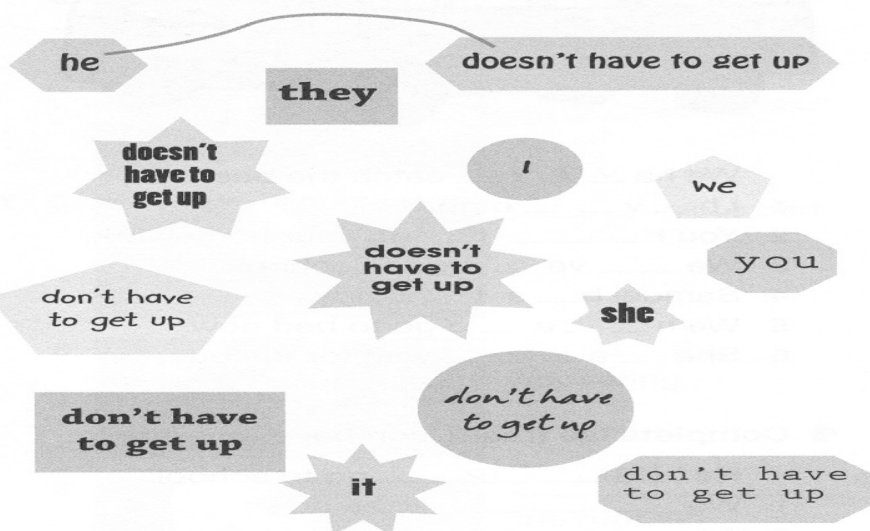 he
doesn't have to get up
they
doesn't
have to
get up
I
we
doesn't
have to
get up
you
don't have
to get up
she
don't have
to get up
don't have
to get up
it
don't have
to get up